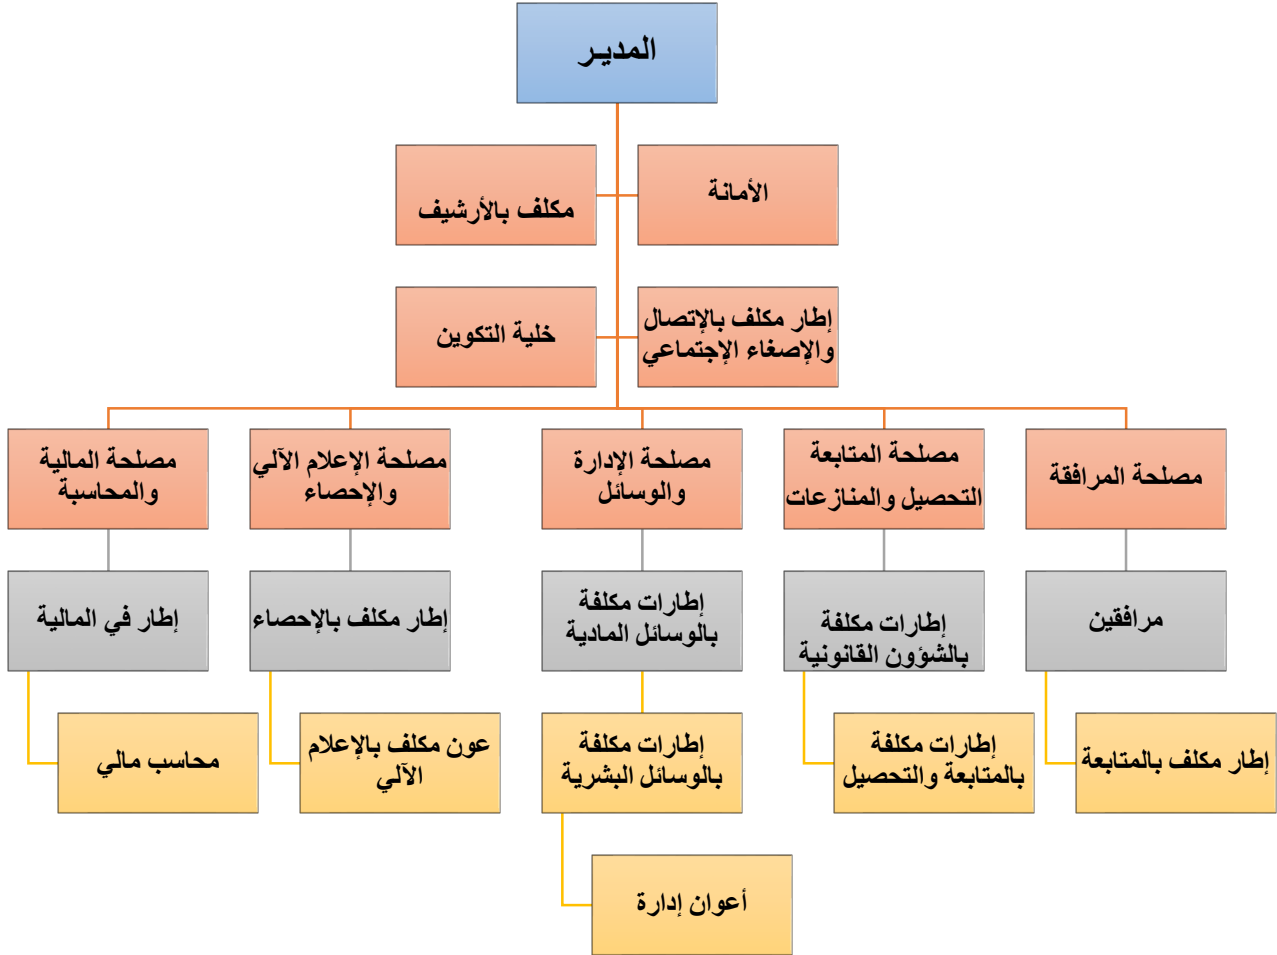 المديـر
الأمانة
مكلف بالأرشيف
إطار مكلف بالإتصال
والإصغاء الإجتماعي
خلية التكوين
مصلحة المرافقة
مصلحة المتابعة
التحصيل والمنازعات
مصلحة الإدارة
والوسائل
مصلحة الإعلام الآلي
والإحصاء
مصلحة المالية
والمحاسبة
مرافقين
إطارات مكلفة
بالشؤون القانونية
إطارات مكلفة
بالوسائل المادية
إطار مكلف بالإحصاء
إطار في المالية
إطار مكلف بالمتابعة
إطارات مكلفة
بالمتابعة والتحصيل
إطارات مكلفة
بالوسائل البشرية
عون مكلف بالإعلام
الآلي
محاسب مالي
أعوان إدارة